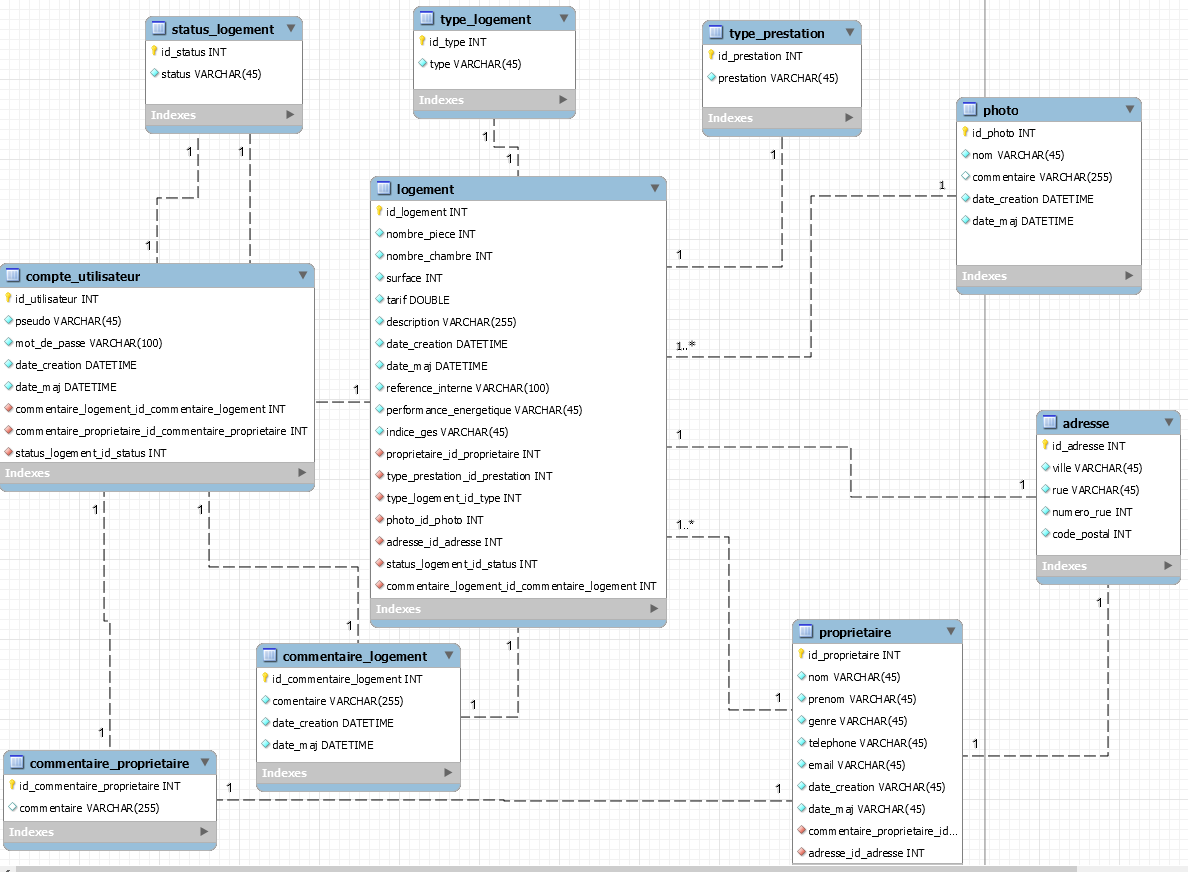 status_logement
id_status INT
status VARCHAR(45)
Indexes
type_logement
id_type INT
type VARCHAR(45)
Indexes
type_prestation
id_prestation INT
prestation VARCHAR(45)
Indexes
photo
id_photo INT
nom VARCHAR(45)
commentaire VARCHAR(255)
date_creation DATETIME
date_maj DATETIME
Indexes
1
1
1
1
1
1
1
1
1
1..*
logement
id_logement INT
nombre_piece INT
nombre_chambre INT
surface INT
tarif DOUBLE
description VARCHAR(255)
date_creation DATETIME
date_maj DATETIME
reference_interne VARCHAR(100)
performance_energetique VARCHAR(45)
indice_ges VARCHAR(45)
proprietaire_id_proprietaire INT
type_prestation_id_prestation INT
type_logement_id_type INT
photo_id_photo INT
adresse_id_adresse INT
status_logement_id_status INT
commentaire_logement_id_commentaire_logement INT
Indexes
compte_utilisateur
id_utilisateur INT
pseudo VARCHAR(45)
mot_de_passe VARCHAR(100)
date_creation DATETIME
date_maj DATETIME
commentaire_logement_id_commentaire_logement INT
commentaire_proprietaire_id_commentaire_proprietaire INT
status_logement_id_status INT
Indexes
1
1
1
1..*
adresse
id_adresse INT
ville VARCHAR(45)
rue VARCHAR(45)
numero_rue INT
code_postal INT
Indexes
1
1
1
1
1
1
commentaire_logement
id_commentaire_logement INT
comentaire VARCHAR(255)
date_creation DATETIME
date_maj DATETIME
Indexes
1
1
proprietaire
id_proprietaire INT
nom VARCHAR(45)
prenom VARCHAR(45)
genre VARCHAR(45)
telephone VARCHAR(45)
email VARCHAR(45)
date_creation VARCHAR(45)
date_maj VARCHAR(45)
commentaire_proprietaire_id...
adresse_id_adresse INT
1
1
commentaire_proprietaire
id_commentaire_proprietaire INT
commentaire VARCHAR(255)
Indexes
1
1